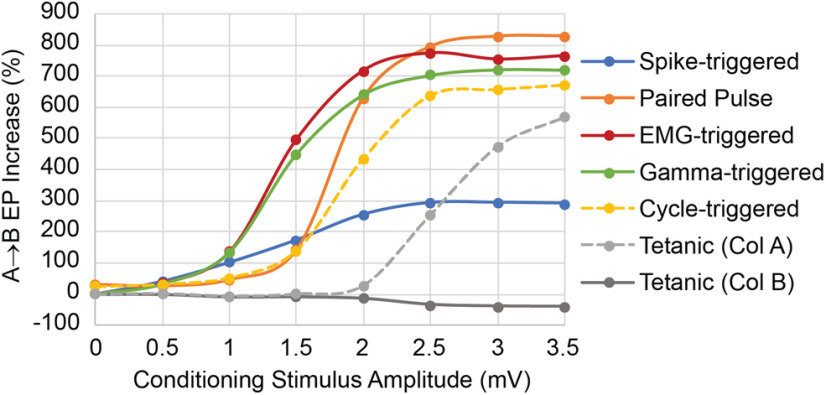 900
800
700
600
500
400
300
200
100
0
-100
A→B EP Increase (%)
0 0.5 1 1.5 2 2.5 3 3.5
Conditioning Stimulus Amplitude (mV)
Spike-triggered
Paired Pulse
EMG-triggered
Gamma-triggered
Cycle-triggered
Tetanic (Col A)
Tetanic (Col B)